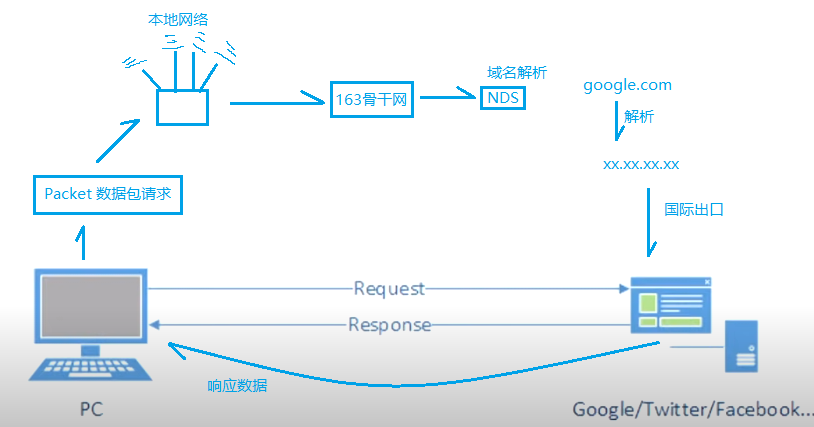 本地网络
域名解析
163骨干网
NDS
google.com
解析
xx.xx.xx.xx
Packet 数据包请求
国际出口
Request
Response
响应数据
PC
Google/Twitter/Facebook...